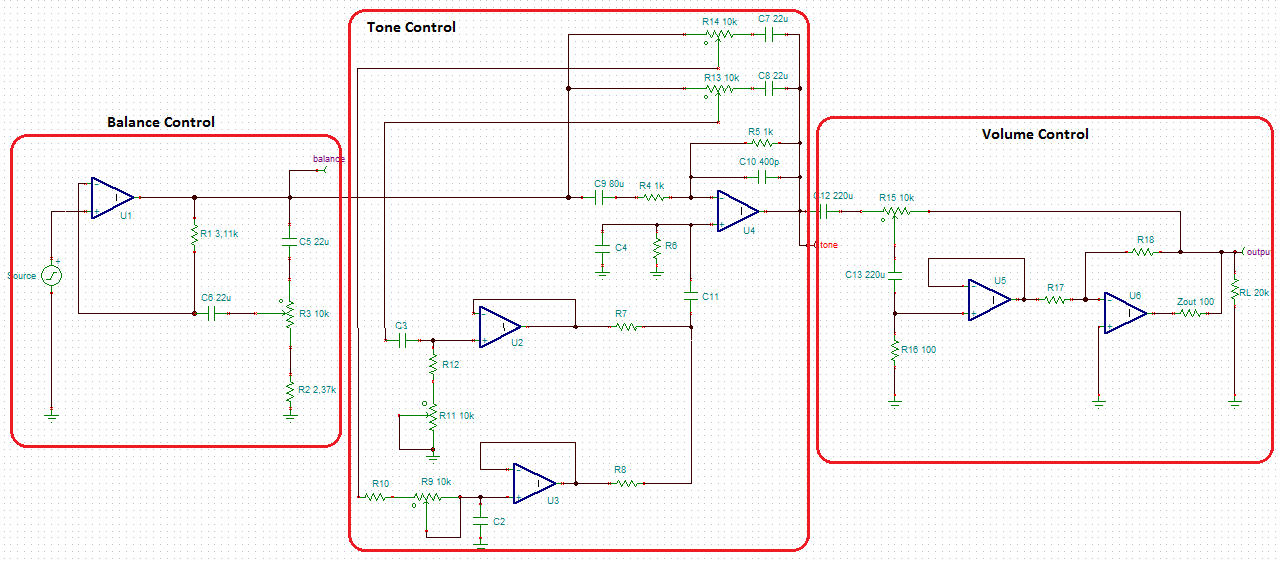 Tone Control
R14 10k
C7 22u
R13 10k
C8 22u
Balance Control
Volume Control
R5 1k
balance
C10 400p
C9 80u
R4 1k
C12 220u
R15 10k
U1
U4
R1 3,11k
C5 22u
C4
R6
tone
R18
output
Source
C13 220u
U5
C6 22u
R3 10k
C11
R17
U6
RL 20k
Zout 100
R7
C3
U2
R16 100
R12
R2 2,37k
R11 10k
R8
R10
R9 10k
U3
C2